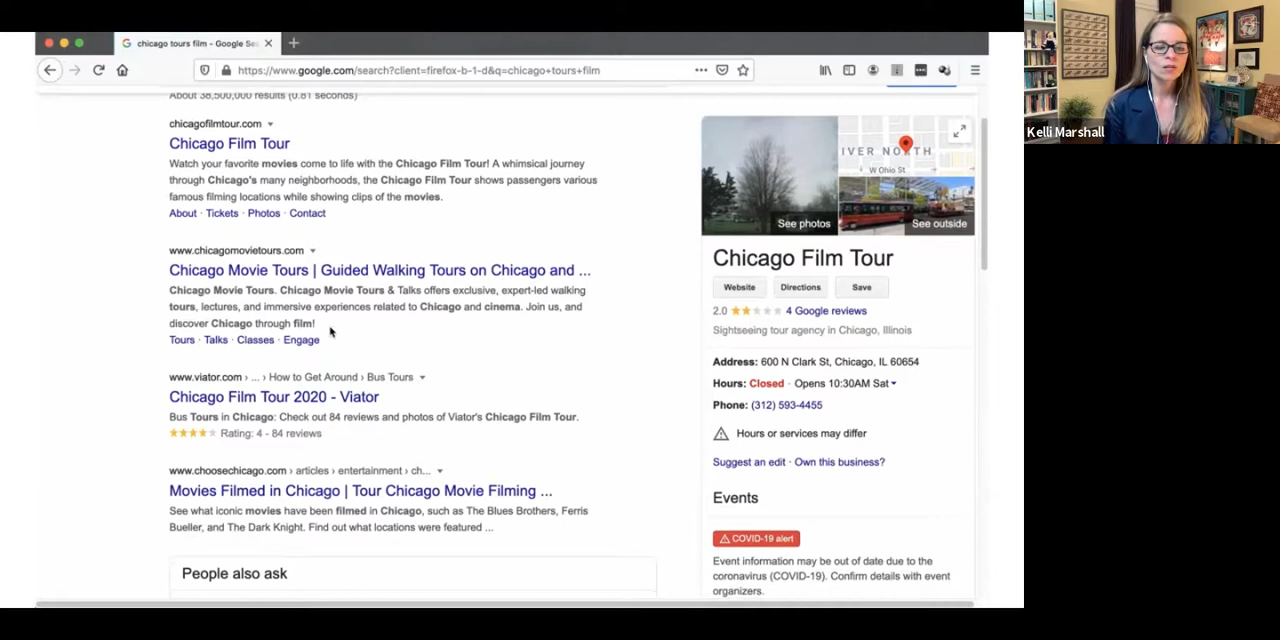 chicago tours film - Google Sea
https://www.google.com/search?client=firefox-b-1-d&q=chicago+tours+film
About 38,500,000 results (0.81 seconds)
chicagofilmtour.com
Chicago Film Tour
Watch your favorite movies come to life with the Chicago Film Tour! A whimsical journey
through Chicago's many neighborhoods, the Chicago Film Tour shows passengers various
famous filming locations while showing clips of the movies.
About · Tickets · Photos · Contact
www.chicagomovietours.com
Chicago Movie Tours | Guided Walking Tours on Chicago and ...
Chicago Movie Tours. Chicago Movie Tours & Talks offers exclusive, expert-led walking
tours, lectures, and immersive experiences related to Chicago and cinema. Join us, and
discover Chicago through film!
Tours · Talks · Classes · Engage
www.viator.com › ... › How to Get Around › Bus Tours
Chicago Film Tour 2020 - Viator
Bus Tours in Chicago: Check out 84 reviews and photos of Viator's Chicago Film Tour.
Rating: 4 - 84 reviews
www.choosechicago.com › articles › entertainment › ch...
Movies Filmed in Chicago | Tour Chicago Movie Filming ...
See what iconic movies have been filmed in Chicago, such as The Blues Brothers, Ferris
Bueller, and The Dark Knight. Find out what locations were featured ...
People also ask
IVER NORTH
W Ohio St
See photos
See outside
Chicago Film Tour
Website
Directions
Save
2.0
4 Google reviews
Sightseeing tour agency in Chicago, Illinois
Address: 600 N Clark St, Chicago, IL 60654
Hours: Closed · Opens 10:30AM Sat
Phone: (312) 593-4455
Hours or services may differ
Suggest an edit · Own this business?
Events
COVID-19 alert
Event information may be out of date due to the
coronavirus (COVID-19). Confirm details with event
organizers.
Kelli Marshall